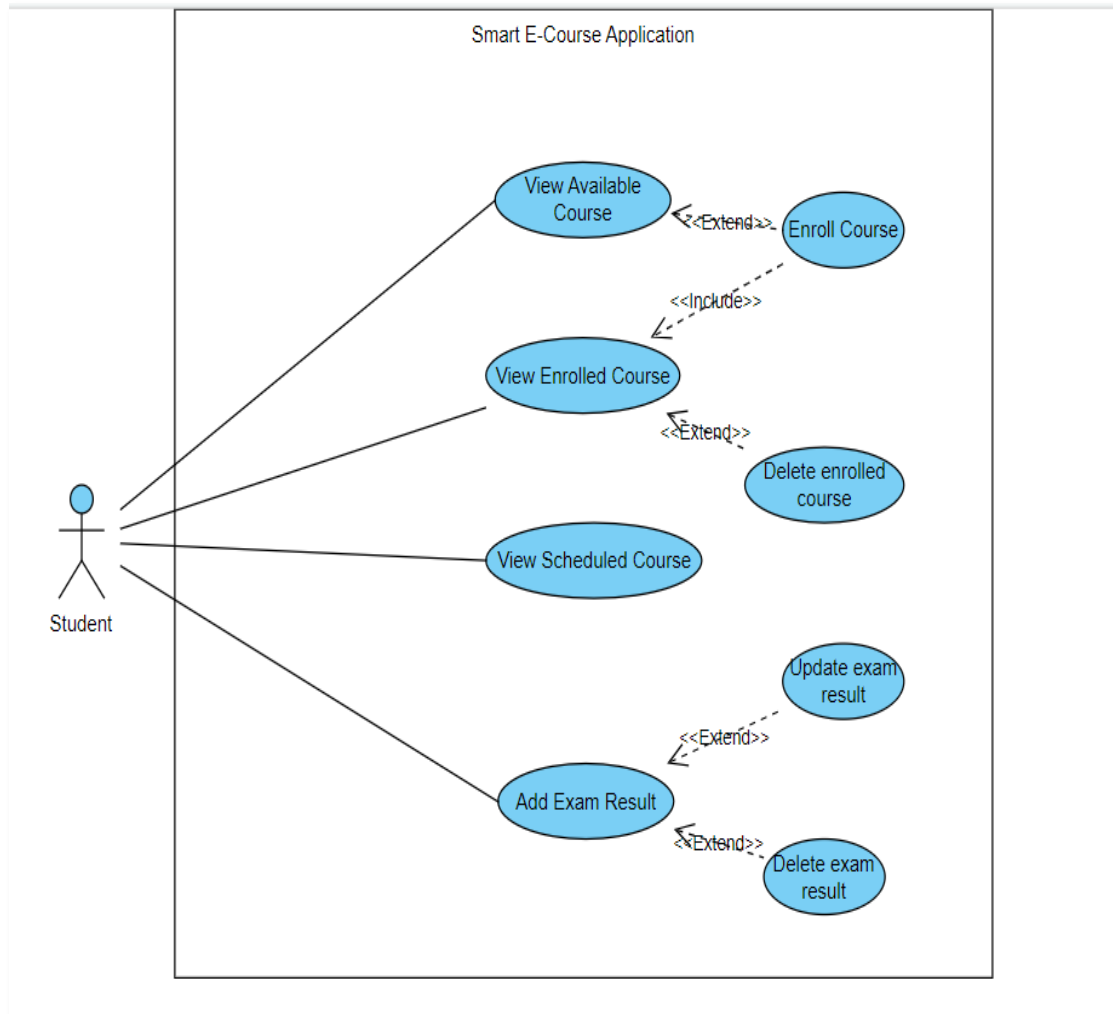 Smart E-Course Application
View Available
Course
<<Extend>>
Enroll Course
<<Include>>
View Enrolled Course
<<Extend>>
Delete enrolled
course
View Scheduled Course
Student
Update exam
result
<<Extend>>
Add Exam Result
<<Extend>>
Delete exam
result